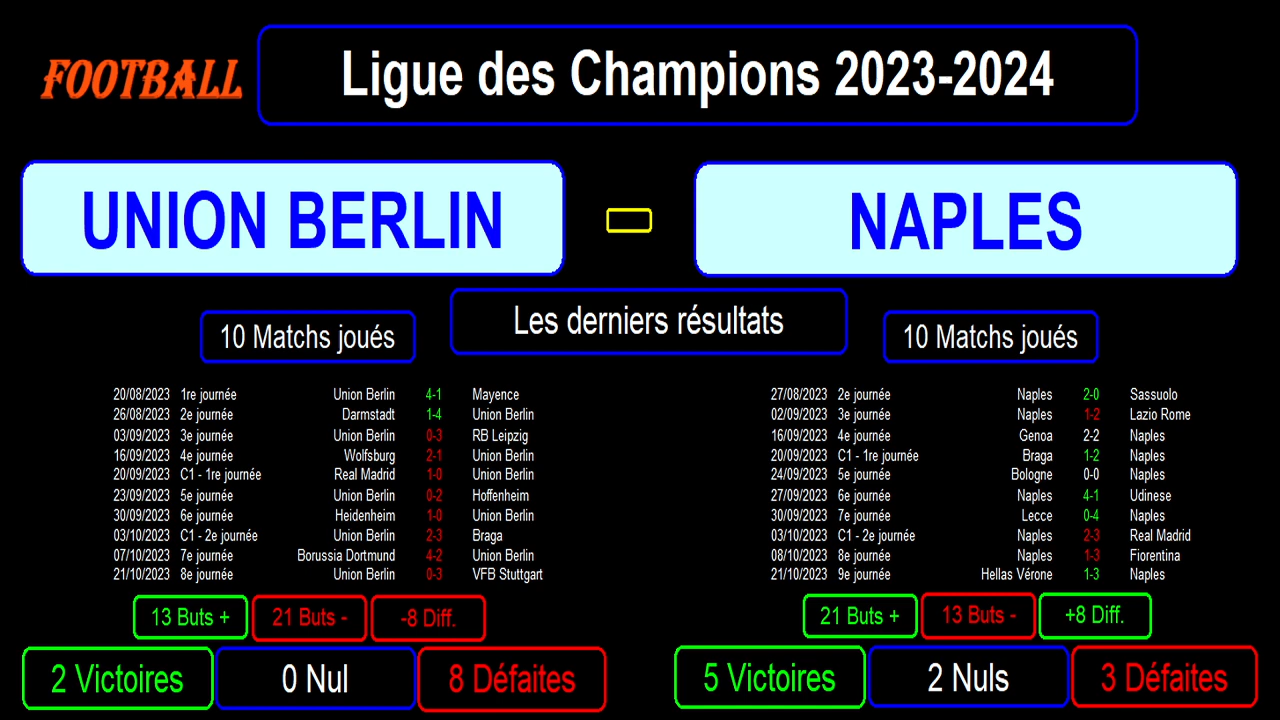 FOOTBALL
Ligue des Champions 2023-2024
UNION BERLIN - NAPLES
Les derniers résultats
10 Matchs joués
20/08/2023 1re journée Union Berlin 4-1 Mayence
26/08/2023 2e journée Darmstadt 1-4 Union Berlin
03/09/2023 3e journée Union Berlin 0-3 RB Leipzig
16/09/2023 4e journée Wolfsburg 2-1 Union Berlin
20/09/2023 C1 - 1re journée Real Madrid 1-0 Union Berlin
23/09/2023 5e journée Union Berlin 0-2 Hoffenheim
30/09/2023 6e journée Heidenheim 1-0 Union Berlin
03/10/2023 C1 - 2e journée Union Berlin 2-3 Braga
07/10/2023 7e journée Borussia Dortmond 4-2 Union Berlin
21/10/2023 8e journée Union Berlin 0-3 VFB Stuttgart
13 Buts + 21 Buts - -8 Diff.
2 Victoires 0 Nul 8 Défaites
10 Matchs joués
27/08/2023 2e journée Naples 2-0 Sassuolo
02/09/2023 3e journée Naples 1-2 Lazio Rome
16/09/2023 4e journée Genoa 2-2 Naples
20/09/2023 C1 - 1re journée Braga 1-2 Naples
24/09/2023 5e journée Bologne 0-0 Naples
27/09/2023 6e journée Naples 4-1 Udinese
30/09/2023 7e journée Lecce 0-4 Naples
03/10/2023 C1 - 2e journée Naples 2-3 Real Madrid
08/10/2023 8e journée Naples 1-3 Fiorentina
21/10/2023 9e journée Hellas Vérone 1-3 Naples
21 Buts + 13 Buts - +8 Diff.
5 Victoires 2 Nuls 3 Défaites